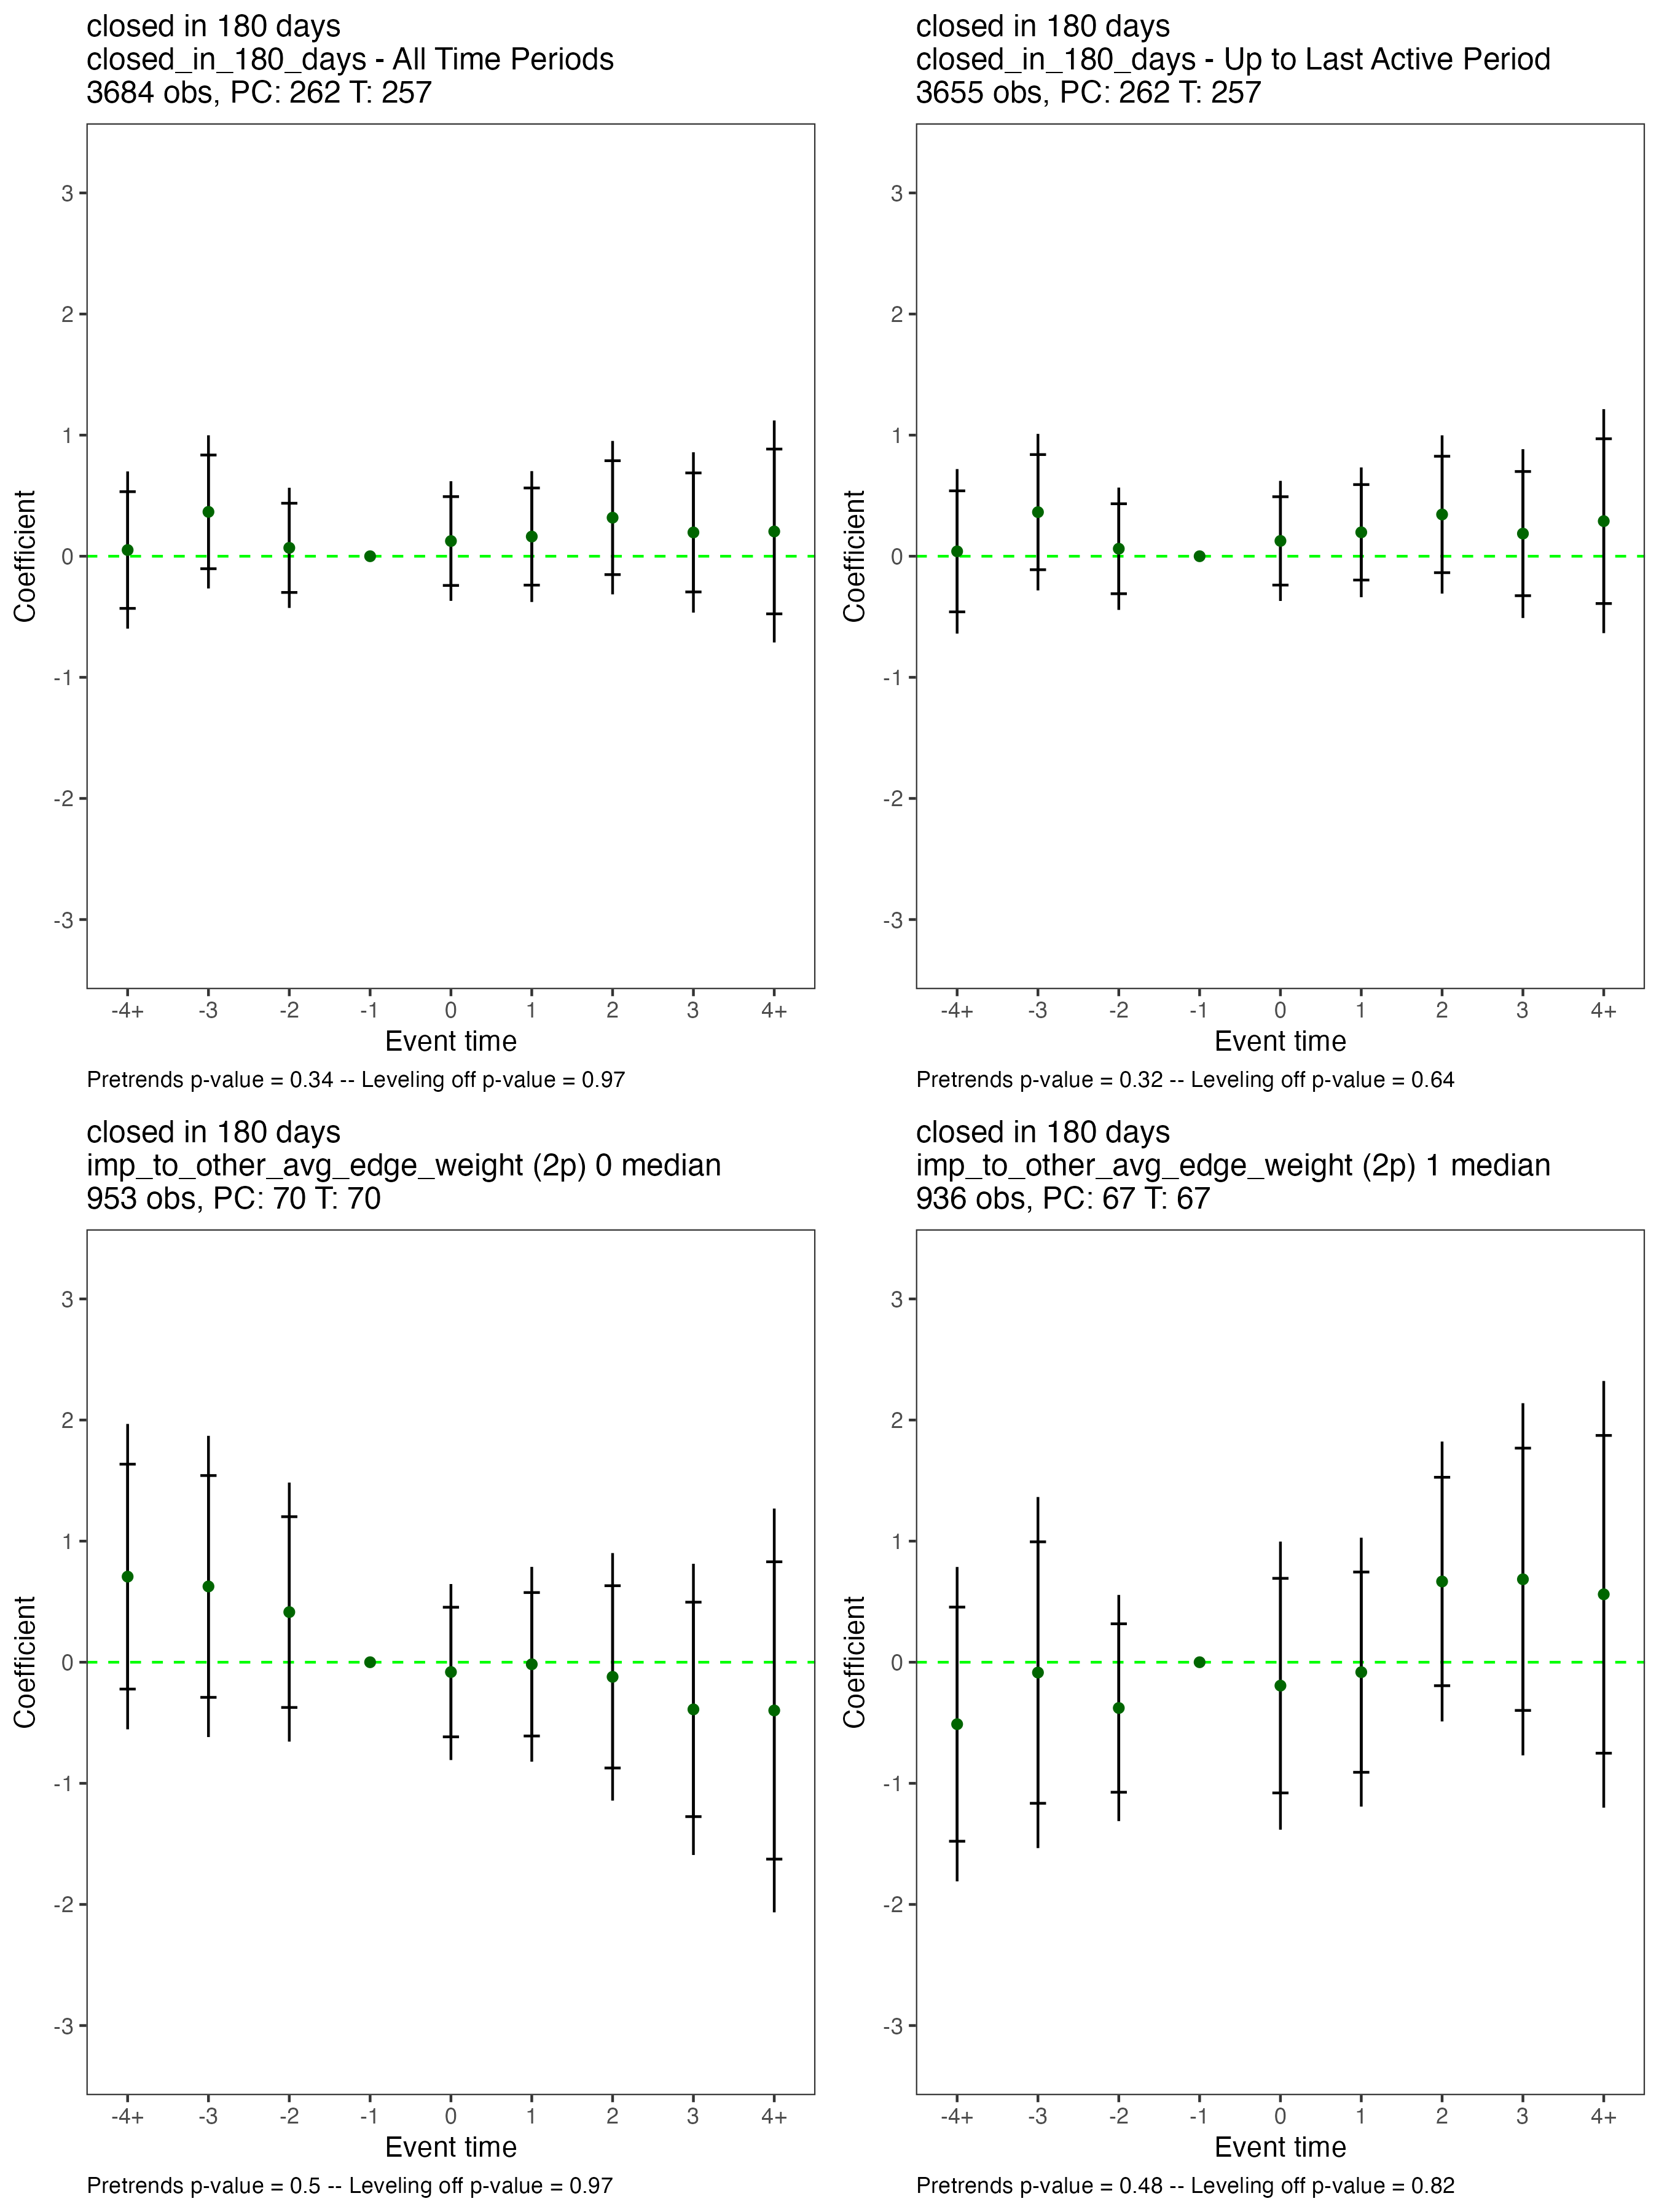 closed in 180 days
closed_in_180_days - All Time Periods
3684 obs, PC: 262 T: 257
Coefficient
3
2
1
0
-1
-2
-3
-4+ -3 -2 -1 0 1 2 3 4+
Event time
Pretrends p-value = 0.34 -- Leveling off p-value = 0.97
closed in 180 days
closed_in_180_days - Up to Last Active Period
3655 obs, PC: 262 T: 257
Coefficient
3
2
1
0
-1
-2
-3
-4+ -3 -2 -1 0 1 2 3 4+
Event time
Pretrends p-value = 0.32 -- Leveling off p-value = 0.64
closed in 180 days
imp_to_other_avg_edge_weight (2p) 0 median
953 obs, PC: 70 T: 70
Coefficient
3
2
1
0
-1
-2
-3
-4+ -3 -2 -1 0 1 2 3 4+
Event time
Pretrends p-value = 0.5 -- Leveling off p-value = 0.97
closed in 180 days
imp_to_other_avg_edge_weight (2p) 1 median
936 obs, PC: 67 T: 67
Coefficient
3
2
1
0
-1
-2
-3
-4+ -3 -2 -1 0 1 2 3 4+
Event time
Pretrends p-value = 0.48 -- Leveling off p-value = 0.82